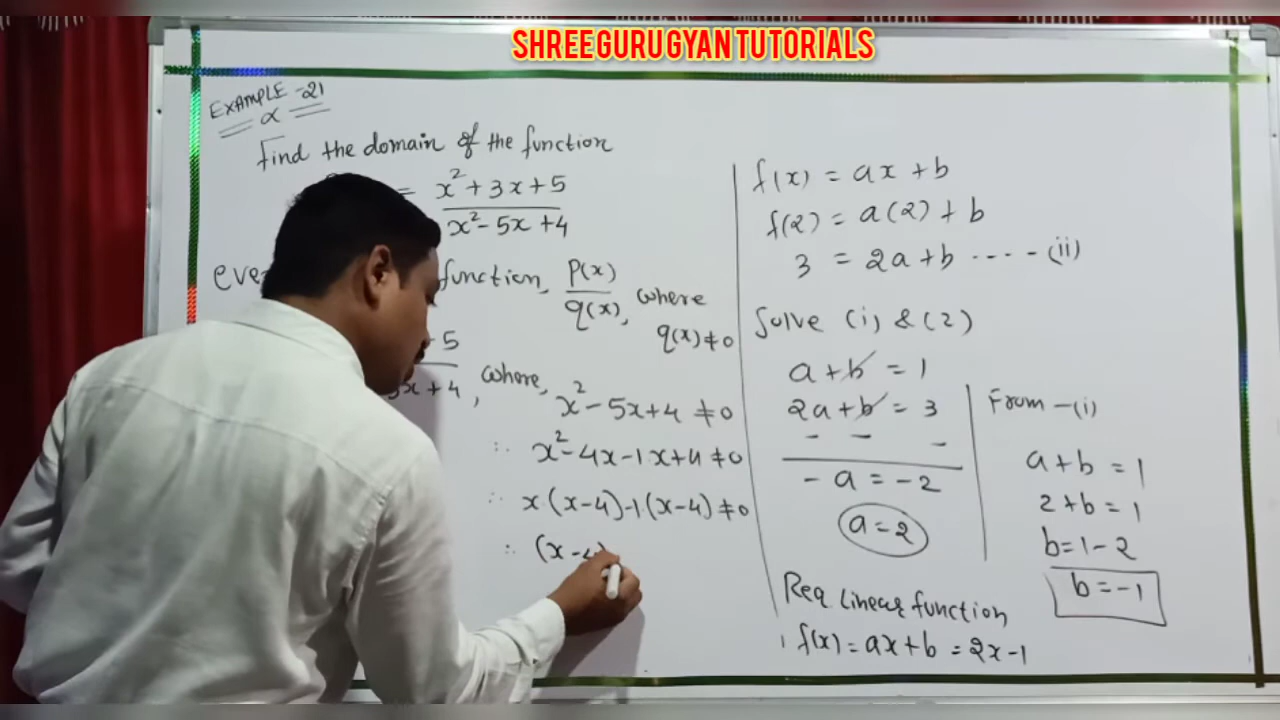 SHREE GURU GYAN TUTORIALS
EXAMPLE -21
Find the domain of the function
= x²+3x+5
x²-5x+4
function, P(x)
q(x), where
q(x)≠0
5
x+4, where,
x²-5x+4 ≠0
∴ x²-4x-1x+4≠0
∴ x(x-4)-1(x-4)≠0
∴ (x-4)
f(x) = ax+b
f(2) = a(2)+b
3 = 2a+b ----(ii)
Solve (i) & (2)
a+b = 1
2a+b = 3
- - -
-a = -2
a=2
From -(i)
a+b = 1
2+b = 1
b=1-2
b=-1
Req Linear function
f(x)=ax+b = 2x-1